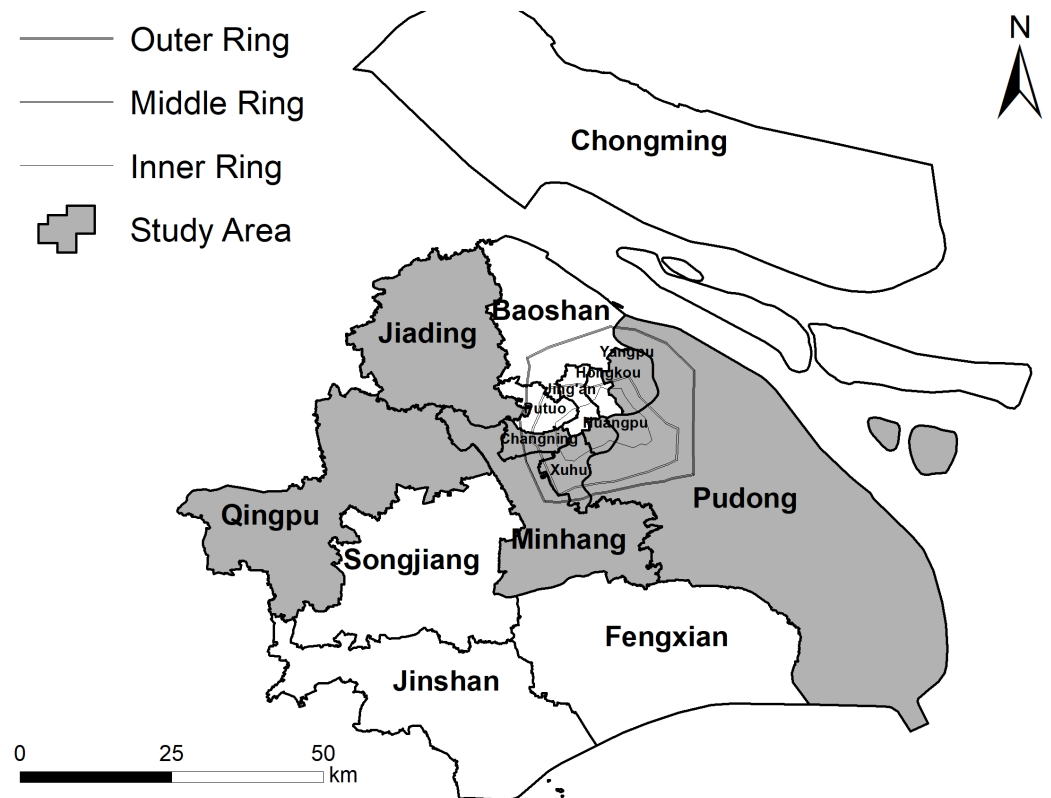 Outer Ring
Middle Ring
Inner Ring
Study Area
N
Chongming
Baoshan
Jiading
Yangpu
Hongkou
Jing'an
Putuo
Huangpu
Changning
Xuhui
Pudong
Qingpu
Minhang
Songjiang
Fengxian
Jinshan
0 25 50
km